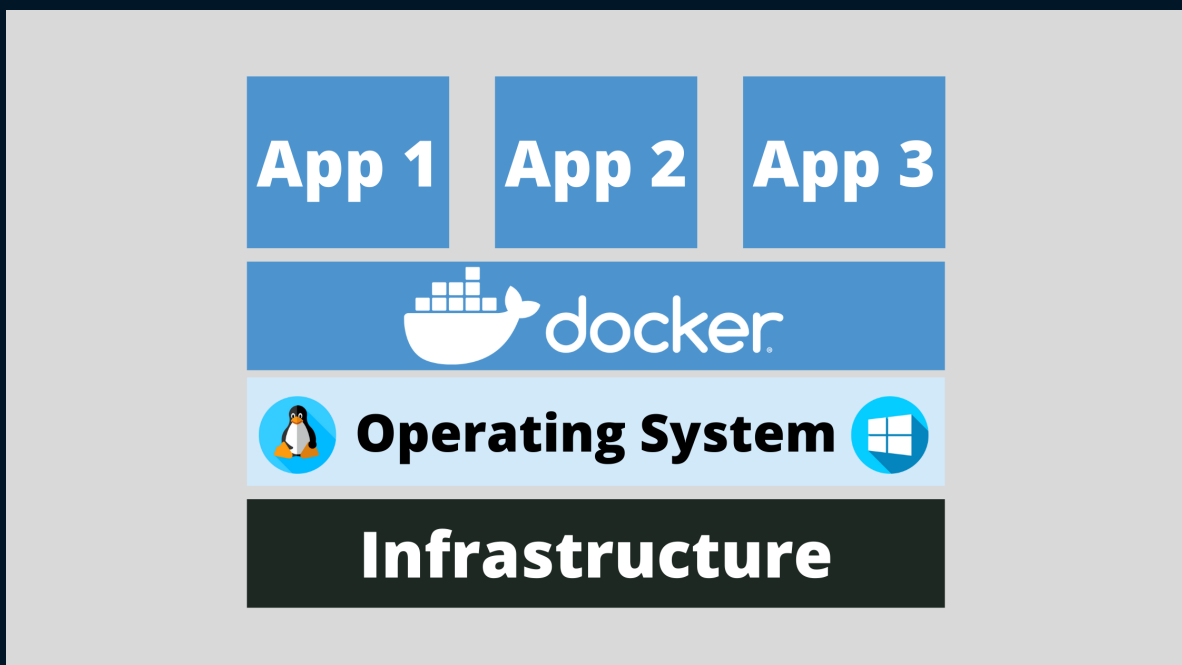 App 1
App 2
App 3
docker
Operating System
Infrastructure